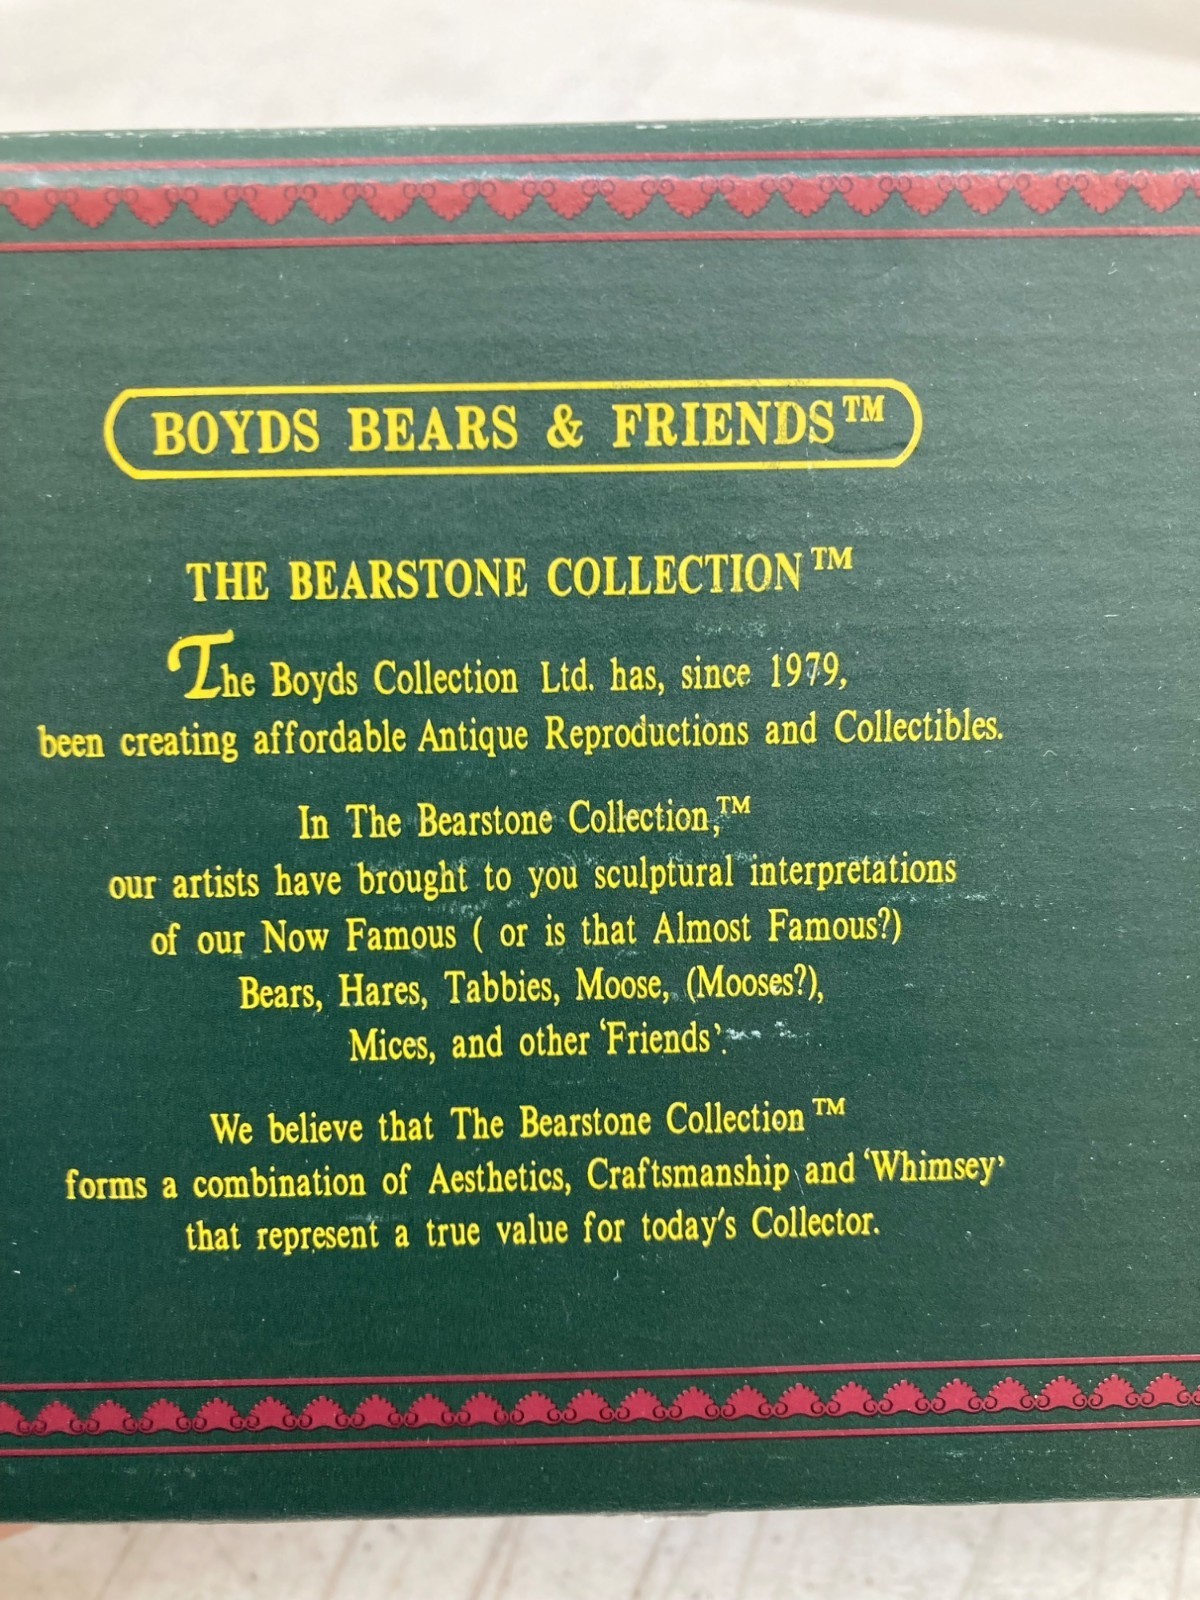 BOYDS BEARS & FRIENDS™
THE BEARSTONE COLLECTION™
The Boyds Collection Ltd. has, since 1979,
been creating affordable Antique Reproductions and Collectibles.
In The Bearstone Collection,™
our artists have brought to you sculptural interpretations
of our Now Famous ( or is that Almost Famous?)
Bears, Hares, Tabbies, Moose, (Mooses?),
Mices, and other 'Friends'.
We believe that The Bearstone Collection™
forms a combination of Aesthetics, Craftsmanship and 'Whimsey'
that represent a true value for today's Collector.